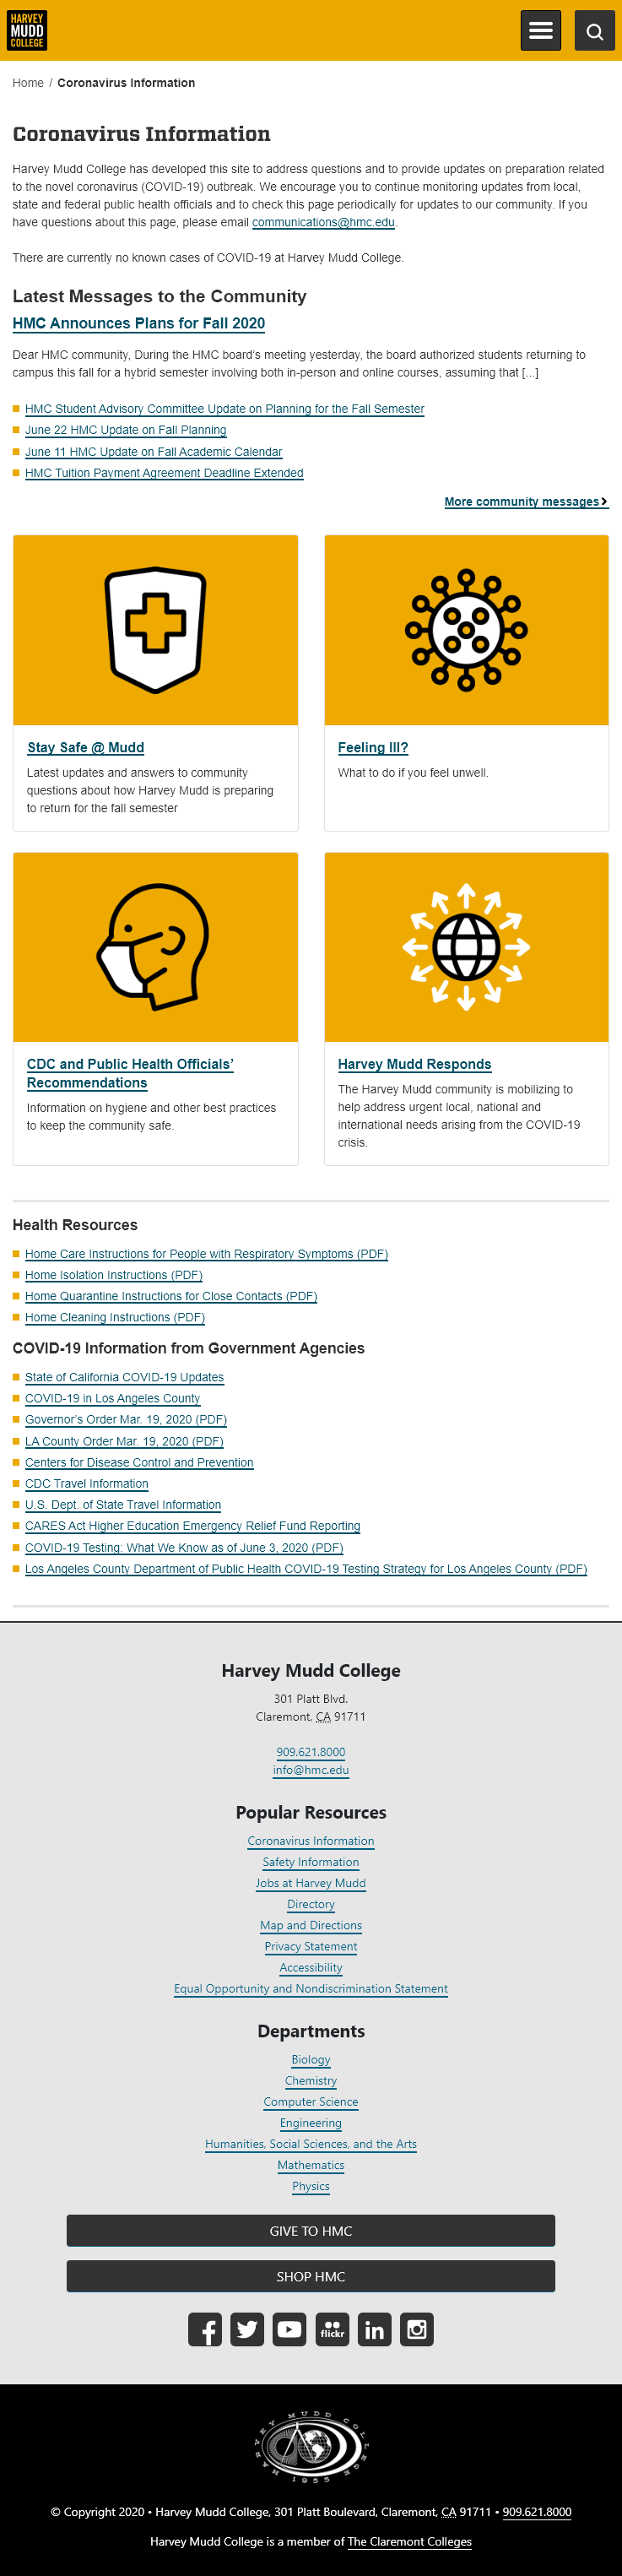 HARVEY
MUDD
COLLEGE
Home / Coronavirus Information
Coronavirus Information
Harvey Mudd College has developed this site to address questions and to provide updates on preparation related
to the novel coronavirus (COVID-19) outbreak. We encourage you to continue monitoring updates from local,
state and federal public health officials and to check this page periodically for updates to our community. If you
have questions about this page, please email communications@hmc.edu.
There are currently no known cases of COVID-19 at Harvey Mudd College.
Latest Messages to the Community
HMC Announces Plans for Fall 2020
Dear HMC community, During the HMC board's meeting yesterday, the board authorized students returning to
campus this fall for a hybrid semester involving both in-person and online courses, assuming that [...]
HMC Student Advisory Committee Update on Planning for the Fall Semester
June 22 HMC Update on Fall Planning
June 11 HMC Update on Fall Academic Calendar
HMC Tuition Payment Agreement Deadline Extended
More community messages
Stay Safe @ Mudd
Latest updates and answers to community
questions about how Harvey Mudd is preparing
to return for the fall semester
Feeling Ill?
What to do if you feel unwell.
CDC and Public Health Officials'
Recommendations
Information on hygiene and other best practices
to keep the community safe.
Harvey Mudd Responds
The Harvey Mudd community is mobilizing to
help address urgent local, national and
international needs arising from the COVID-19
crisis.
Health Resources
Home Care Instructions for People with Respiratory Symptoms (PDF)
Home Isolation Instructions (PDF)
Home Quarantine Instructions for Close Contacts (PDF)
Home Cleaning Instructions (PDF)
COVID-19 Information from Government Agencies
State of California COVID-19 Updates
COVID-19 in Los Angeles County
Governor's Order Mar. 19, 2020 (PDF)
LA County Order Mar. 19, 2020 (PDF)
Centers for Disease Control and Prevention
CDC Travel Information
U.S. Dept. of State Travel Information
CARES Act Higher Education Emergency Relief Fund Reporting
COVID-19 Testing: What We Know as of June 3, 2020 (PDF)
Los Angeles County Department of Public Health COVID-19 Testing Strategy for Los Angeles County (PDF)
Harvey Mudd College
301 Platt Blvd.
Claremont, CA 91711
909.621.8000
info@hmc.edu
Popular Resources
Coronavirus Information
Safety Information
Jobs at Harvey Mudd
Directory
Map and Directions
Privacy Statement
Accessibility
Equal Opportunity and Nondiscrimination Statement
Departments
Biology
Chemistry
Computer Science
Engineering
Humanities, Social Sciences, and the Arts
Mathematics
Physics
GIVE TO HMC
SHOP HMC
flickr
in
HARVEY MUDD COLLEGE
1955
© Copyright 2020 • Harvey Mudd College, 301 Platt Boulevard, Claremont, CA 91711 • 909.621.8000
Harvey Mudd College is a member of The Claremont Colleges